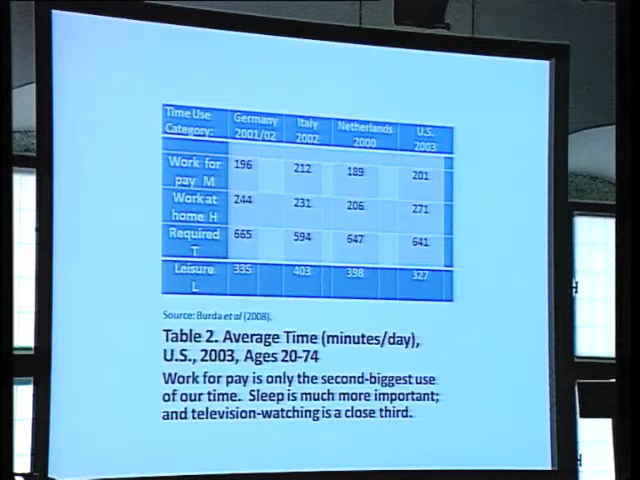 Time Use Category: Germany 2001/02 Italy 2002 Netherlands 2000 U.S. 2003
Work for pay M 196 212 189 201
Work at home H 244 231 206 271
Required T 665 594 647 641
Leisure L 335 403 398 327
Source: Burda et al (2008).
Table 2. Average Time (minutes/day),
U.S., 2003, Ages 20-74
Work for pay is only the second-biggest use
of our time. Sleep is much more important;
and television-watching is a close third.